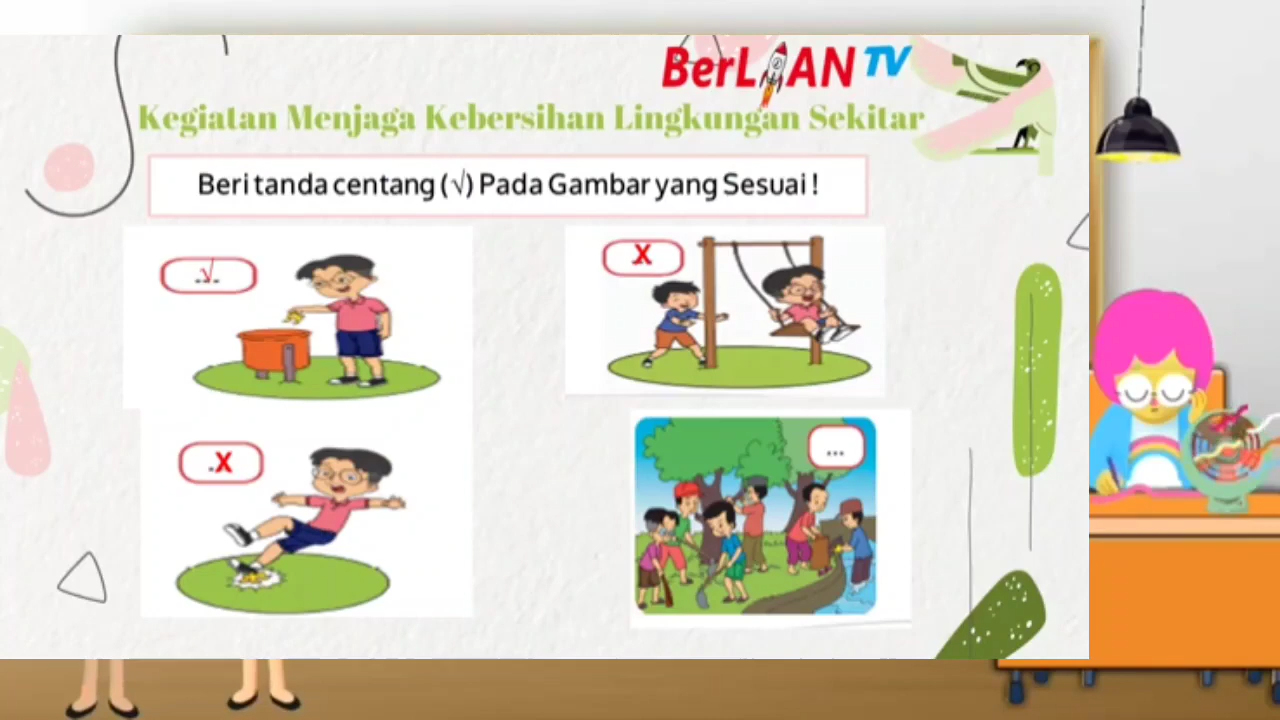 BerLIAN TV
Kegiatan Menjaga Kebersihan Lingkungan Sekitar
Beri tanda centang (√) Pada Gambar yang Sesuai !
..√..
X
.X
...